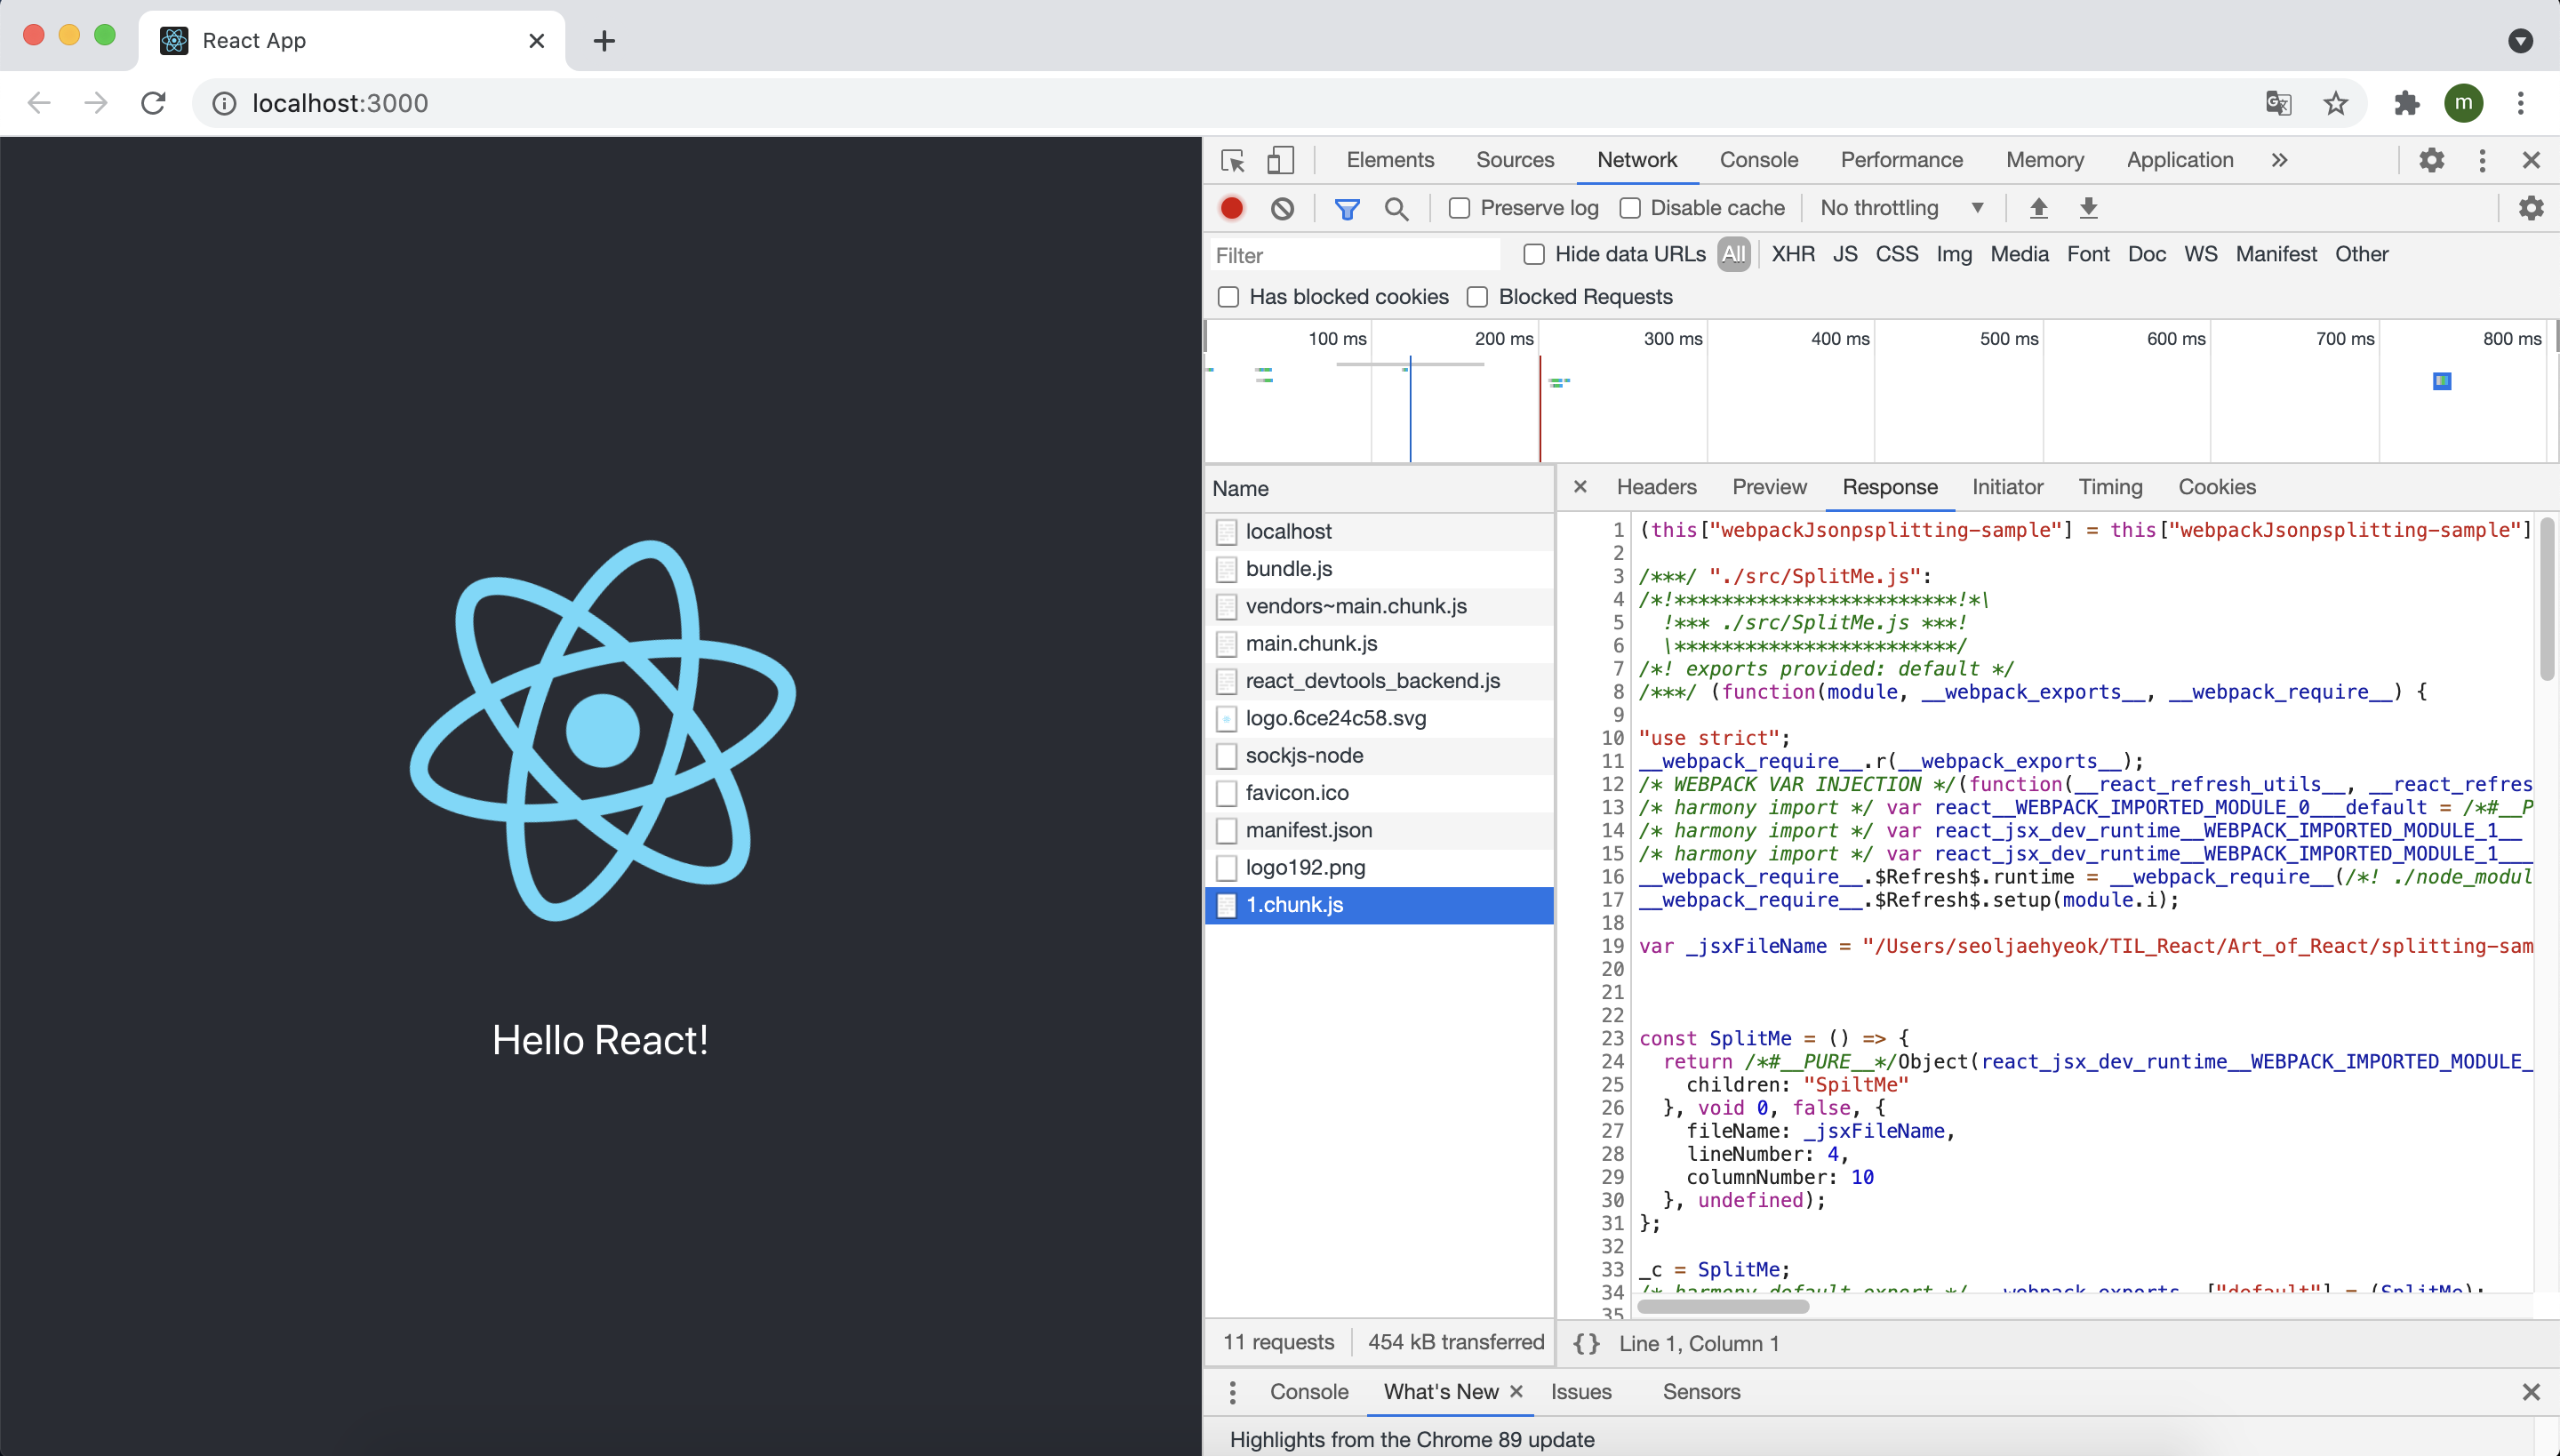 React App
localhost:3000
m
Elements Sources Network Console Performance Memory Application
Preserve log Disable cache No throttling
Filter Hide data URLs All XHR JS CSS Img Media Font Doc WS Manifest Other
Has blocked cookies Blocked Requests
100 ms 200 ms 300 ms 400 ms 500 ms 600 ms 700 ms 800 ms
Name
localhost
bundle.js
vendors~main.chunk.js
main.chunk.js
react_devtools_backend.js
logo.6ce24c58.svg
sockjs-node
favicon.ico
manifest.json
logo192.png
1.chunk.js
11 requests 454 kB transferred
Headers Preview Response Initiator Timing Cookies
1 (this["webpackJsonpsplitting-sample"] = this["webpackJsonpsplitting-sample"]
2
3 /***/ "./src/SplitMe.js":
4 /*!************************!*\
5   !*** ./src/SplitMe.js ***!
6   \************************/
7 /*! exports provided: default */
8 /***/ (function(module, __webpack_exports__, __webpack_require__) {
9
10 "use strict";
11 __webpack_require__.r(__webpack_exports__);
12 /* WEBPACK VAR INJECTION */(function(__react_refresh_utils__, __react_refres
13 /* harmony import */ var react__WEBPACK_IMPORTED_MODULE_0___default = /*#__P
14 /* harmony import */ var react_jsx_dev_runtime__WEBPACK_IMPORTED_MODULE_1__
15 /* harmony import */ var react_jsx_dev_runtime__WEBPACK_IMPORTED_MODULE_1___
16 __webpack_require__.$Refresh$.runtime = __webpack_require__(/*! ./node_modul
17 __webpack_require__.$Refresh$.setup(module.i);
18
19 var _jsxFileName = "/Users/seoljaehyeok/TIL_React/Art_of_React/splitting-sam
20
21
22
23 const SplitMe = () => {
24   return /*#__PURE__*/Object(react_jsx_dev_runtime__WEBPACK_IMPORTED_MODULE_
25     children: "SpiltMe"
26   }, void 0, false, {
27     fileName: _jsxFileName,
28     lineNumber: 4,
29     columnNumber: 10
30   }, undefined);
31 };
32
33 _c = SplitMe;
34 /* harmony default export */ __webpack_exports__["default"] = (SplitMe);
35
{} Line 1, Column 1
Console What's New Issues Sensors
Highlights from the Chrome 89 update
Hello React!